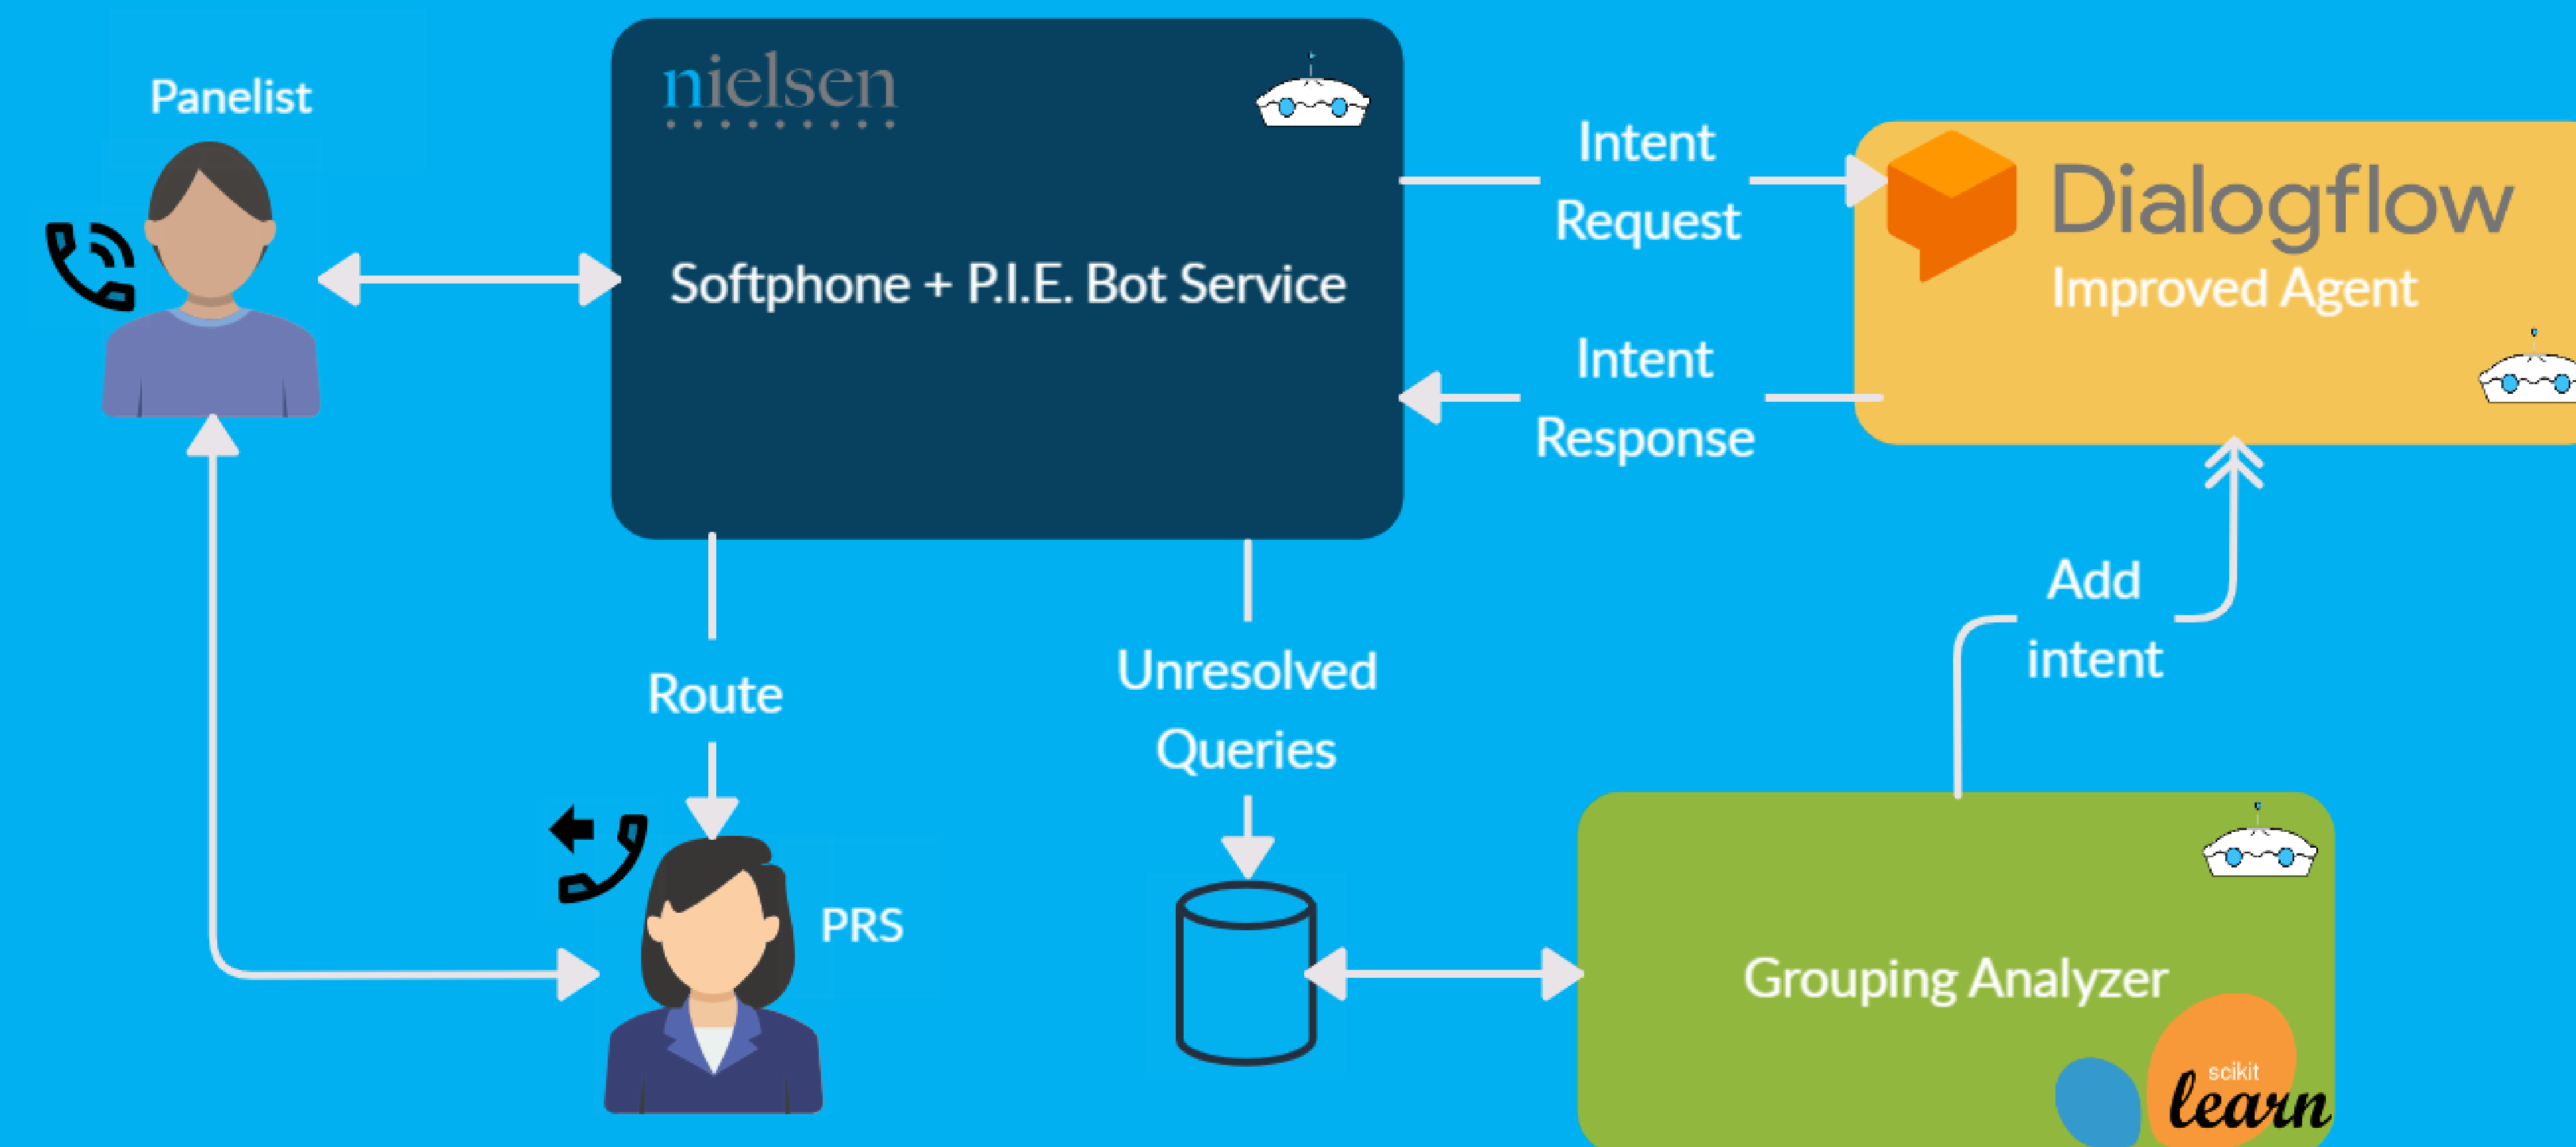 Panelist
nielsen
Softphone + P.I.E. Bot Service
Intent
Request
Intent
Response
Dialogflow
Improved Agent
Route
Unresolved
Queries
Add
intent
PRS
Grouping Analyzer
scikit
learn